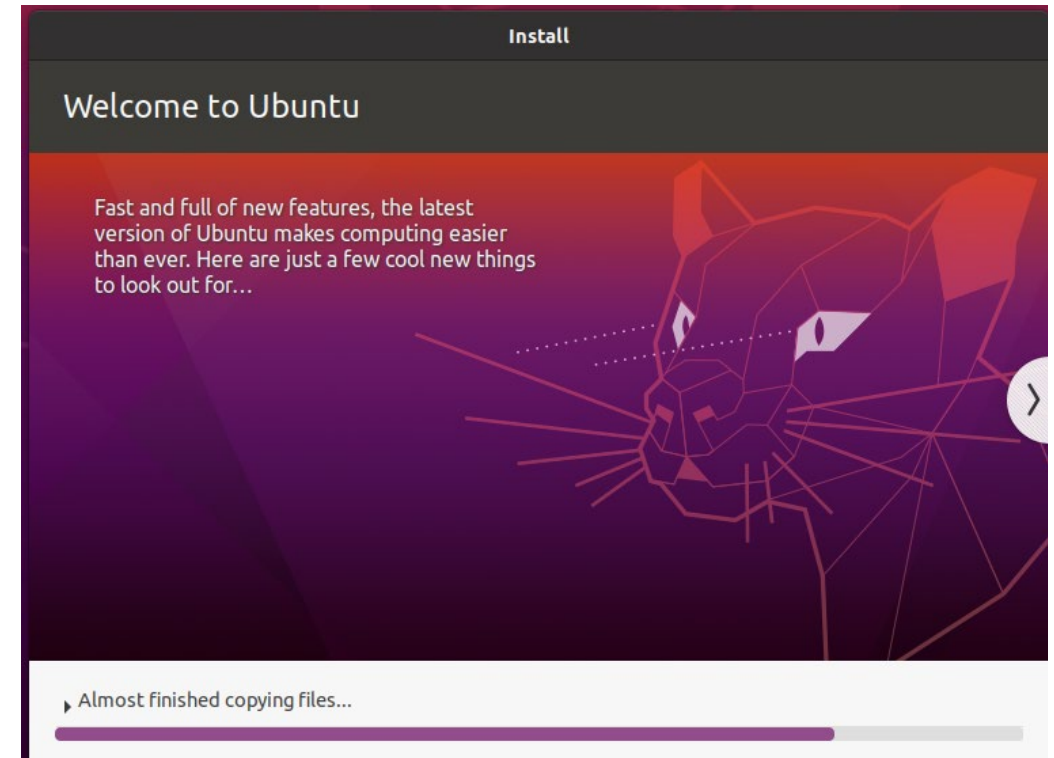 Install
Welcome to Ubuntu
Fast and full of new features, the latest
version of Ubuntu makes computing easier
than ever. Here are just a few cool new things
to look out for…
Almost finished copying files...